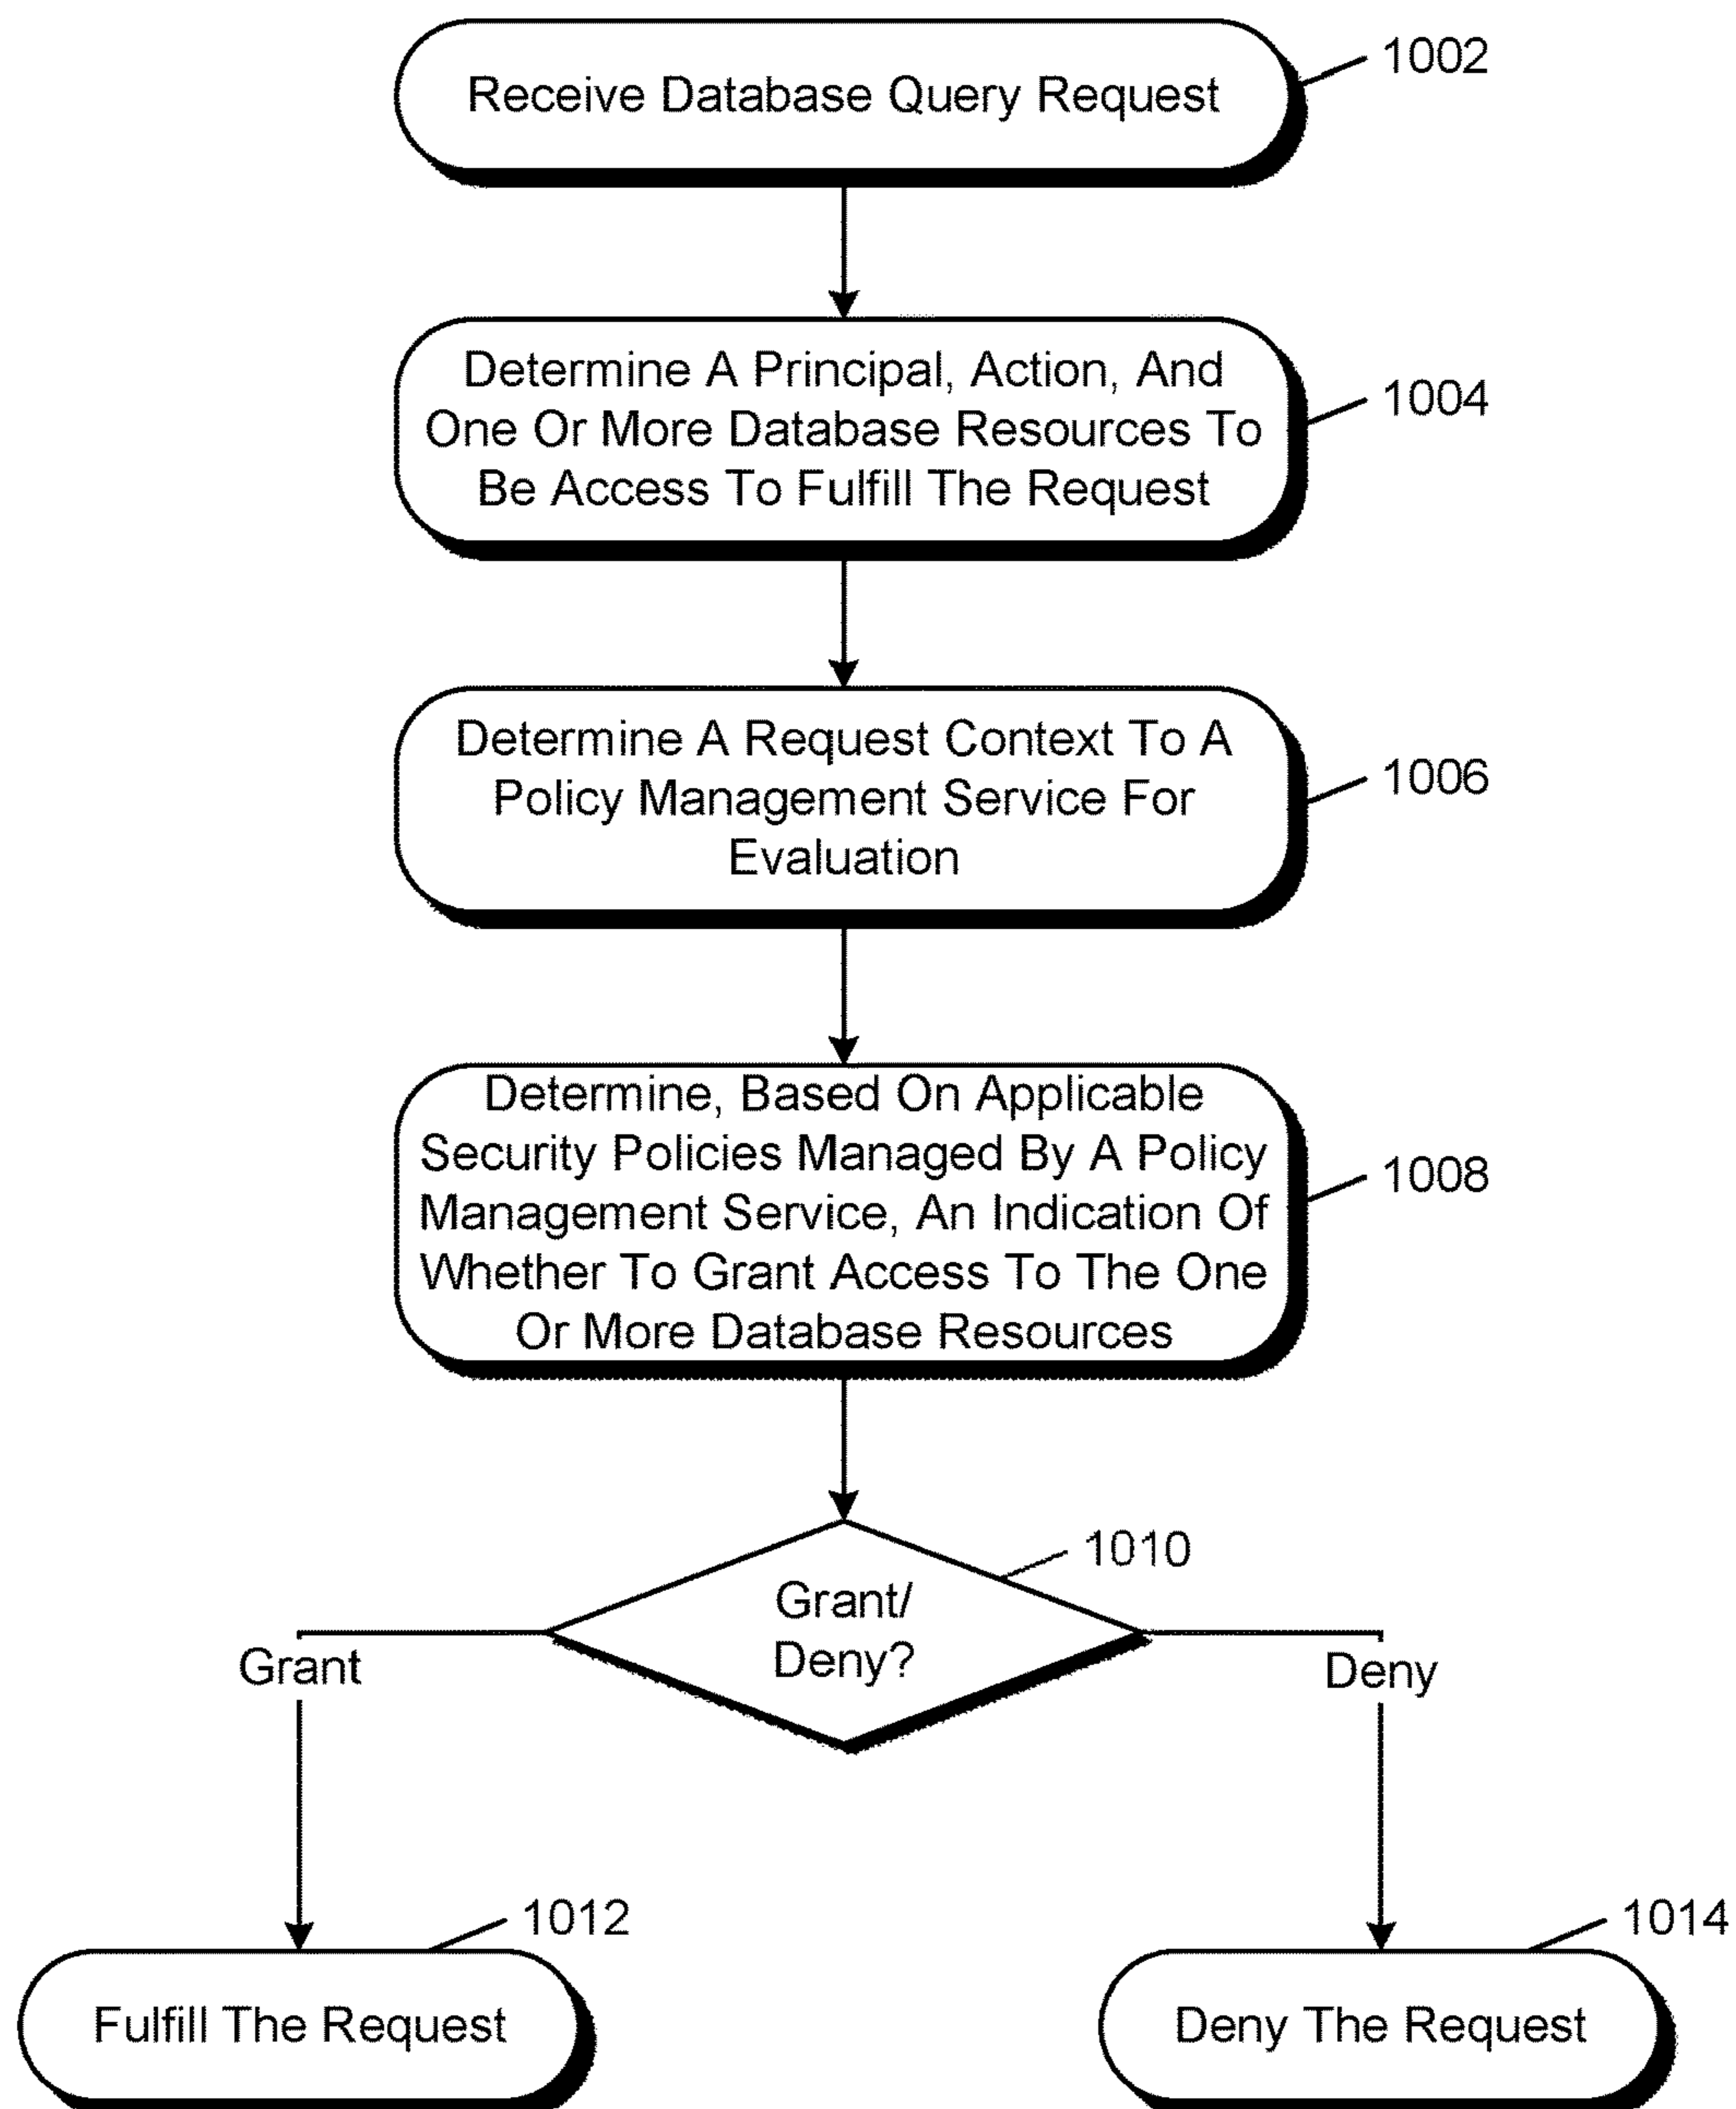 Receive Database Query Request
1002
Determine A Principal, Action, And
One Or More Database Resources To
Be Access To Fulfill The Request
1004
Determine A Request Context To A
Policy Management Service For
Evaluation
1006
Determine, Based On Applicable
Security Policies Managed By A Policy
Management Service, An Indication Of
Whether To Grant Access To The One
Or More Database Resources
1008
1010
Grant/
Deny?
Grant
Deny
1012
Fulfill The Request
1014
Deny The Request